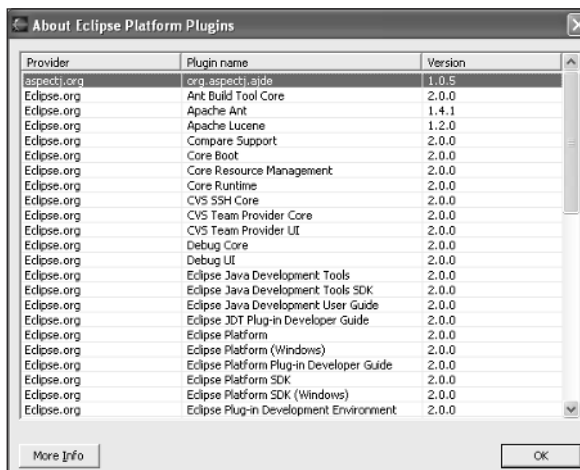 About Eclipse Platform Plugins
Provider Plugin name Version
aspectj.org org.aspectj.ajde 1.0.5
Eclipse.org Ant Build Tool Core 2.0.0
Eclipse.org Apache Ant 1.4.1
Eclipse.org Apache Lucene 1.2.0
Eclipse.org Compare Support 2.0.0
Eclipse.org Core Boot 2.0.0
Eclipse.org Core Resource Management 2.0.0
Eclipse.org Core Runtime 2.0.0
Eclipse.org CVS SSH Core 2.0.0
Eclipse.org CVS Team Provider Core 2.0.0
Eclipse.org CVS Team Provider UI 2.0.0
Eclipse.org Debug Core 2.0.0
Eclipse.org Debug UI 2.0.0
Eclipse.org Eclipse Java Development Tools 2.0.0
Eclipse.org Eclipse Java Development Tools SDK 2.0.0
Eclipse.org Eclipse Java Development User Guide 2.0.0
Eclipse.org Eclipse JDT Plug-in Developer Guide 2.0.0
Eclipse.org Eclipse Platform 2.0.0
Eclipse.org Eclipse Platform (Windows) 2.0.0
Eclipse.org Eclipse Platform Plug-in Developer Guide 2.0.0
Eclipse.org Eclipse Platform SDK 2.0.0
Eclipse.org Eclipse Platform SDK (Windows) 2.0.0
Eclipse.org Eclipse Plug-in Development Environment 2.0.0
More Info OK